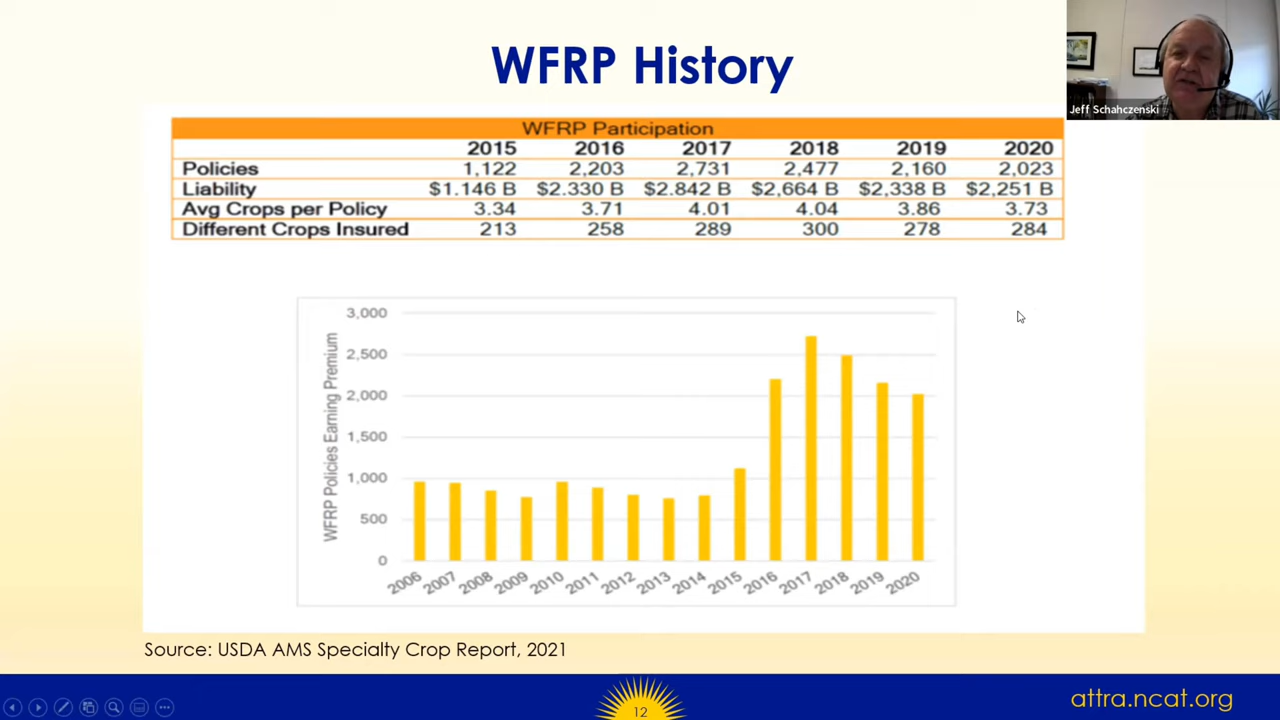 WFRP History
Jeff Schahczenski
WFRP Participation
2015 2016 2017 2018 2019 2020
Policies 1,122 2,203 2,731 2,477 2,160 2,023
Liability $1.146 B $2.330 B $2.842 B $2,664 B $2,338 B $2,251 B
Avg Crops per Policy 3.34 3.71 4.01 4.04 3.86 3.73
Different Crops Insured 213 258 289 300 278 284
WFRP Policies Earning Premium
3,000
2,500
2,000
1,500
1,000
500
0
2006 2007 2008 2009 2010 2011 2012 2013 2014 2015 2016 2017 2018 2019 2020
Source: USDA AMS Specialty Crop Report, 2021
12
attra.ncat.org